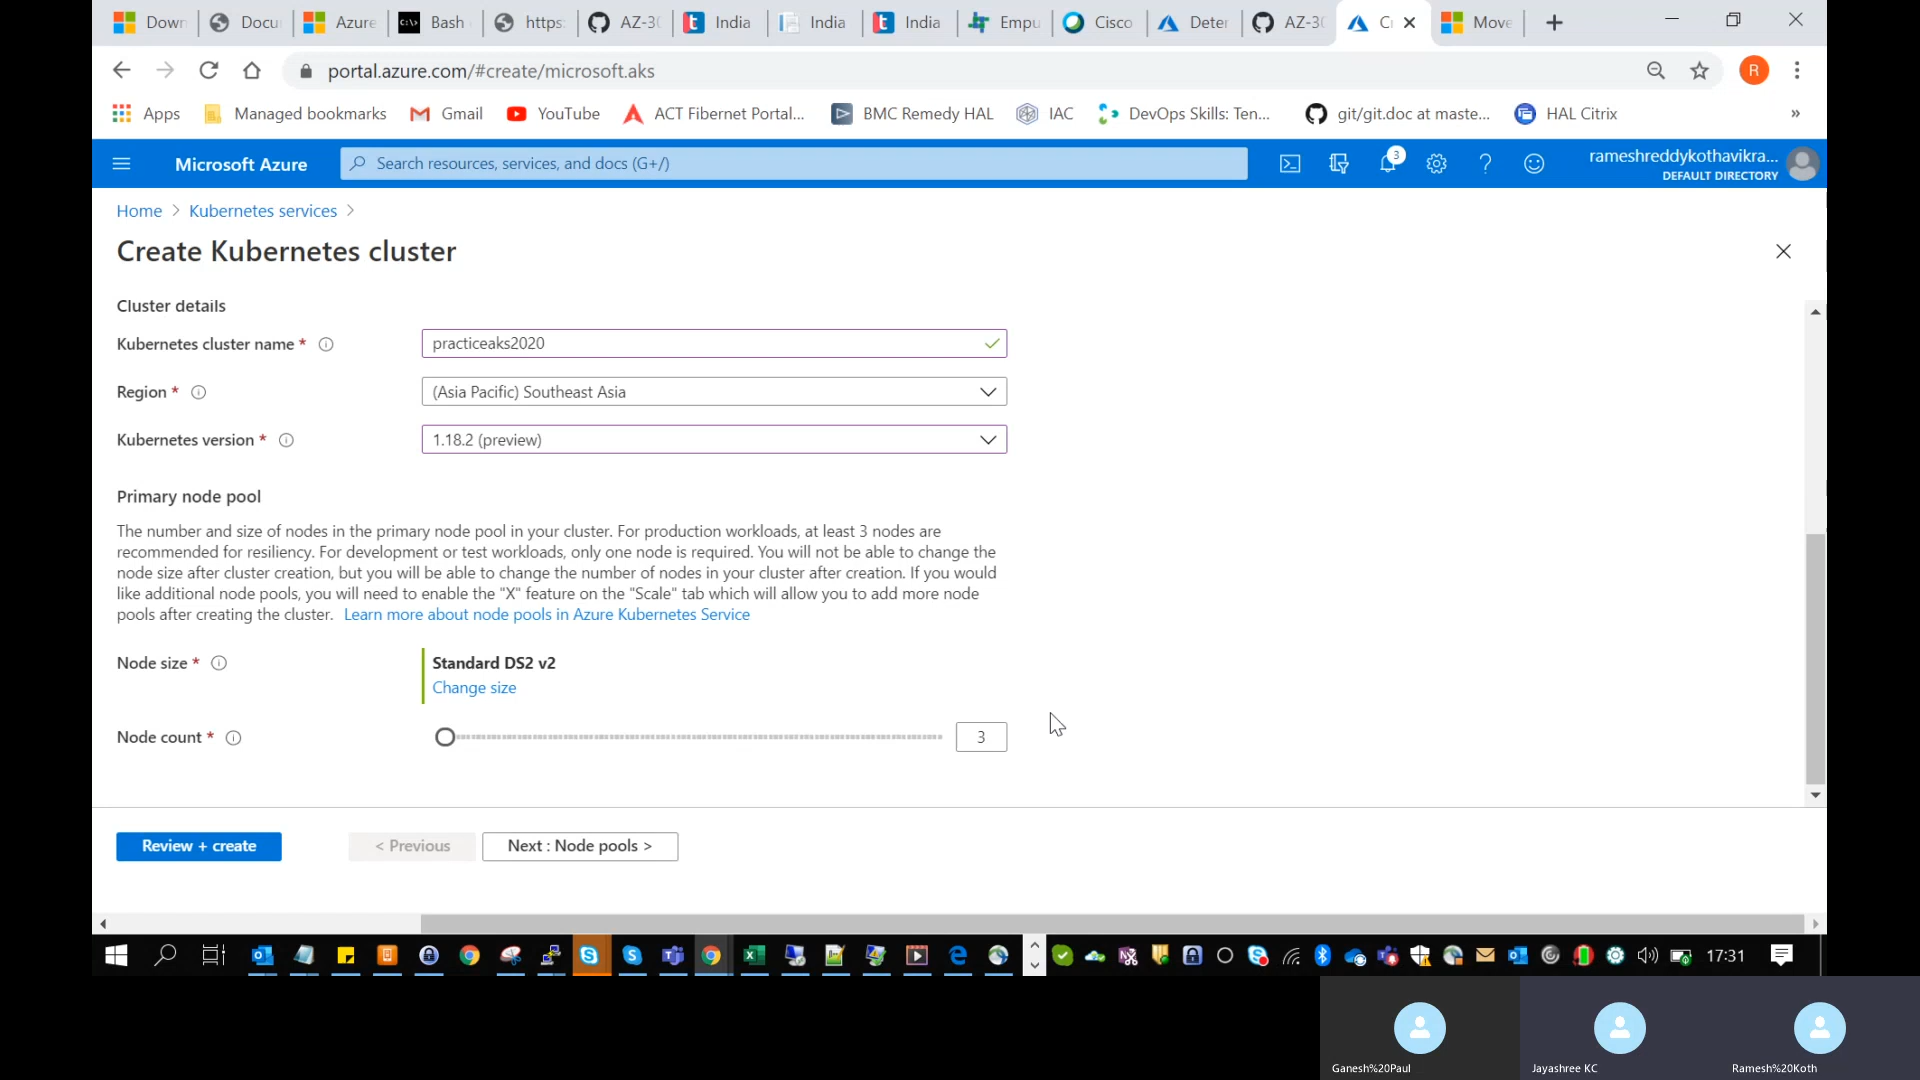 Down
Docu
Azure
Bash
https:
AZ-30
India
India
India
Empu
Cisco
Deter
AZ-30
Cr
Move
portal.azure.com/#create/microsoft.aks
R
Apps
Managed bookmarks
Gmail
YouTube
ACT Fibernet Portal...
BMC Remedy HAL
IAC
DevOps Skills: Ten...
git/git.doc at maste...
HAL Citrix
»
Microsoft Azure
Search resources, services, and docs (G+/)
3
rameshreddykothavikra...
DEFAULT DIRECTORY
Home > Kubernetes services >
Create Kubernetes cluster
Cluster details
Kubernetes cluster name *
practiceaks2020
Region *
(Asia Pacific) Southeast Asia
Kubernetes version *
1.18.2 (preview)
Primary node pool
The number and size of nodes in the primary node pool in your cluster. For production workloads, at least 3 nodes are
recommended for resiliency. For development or test workloads, only one node is required. You will not be able to change the
node size after cluster creation, but you will be able to change the number of nodes in your cluster after creation. If you would
like additional node pools, you will need to enable the "X" feature on the "Scale" tab which will allow you to add more node
pools after creating the cluster. Learn more about node pools in Azure Kubernetes Service
Node size *
Standard DS2 v2
Change size
Node count *
3
Review + create
< Previous
Next : Node pools >
17:31
Ganesh%20Paul
Jayashree KC
Ramesh%20Koth